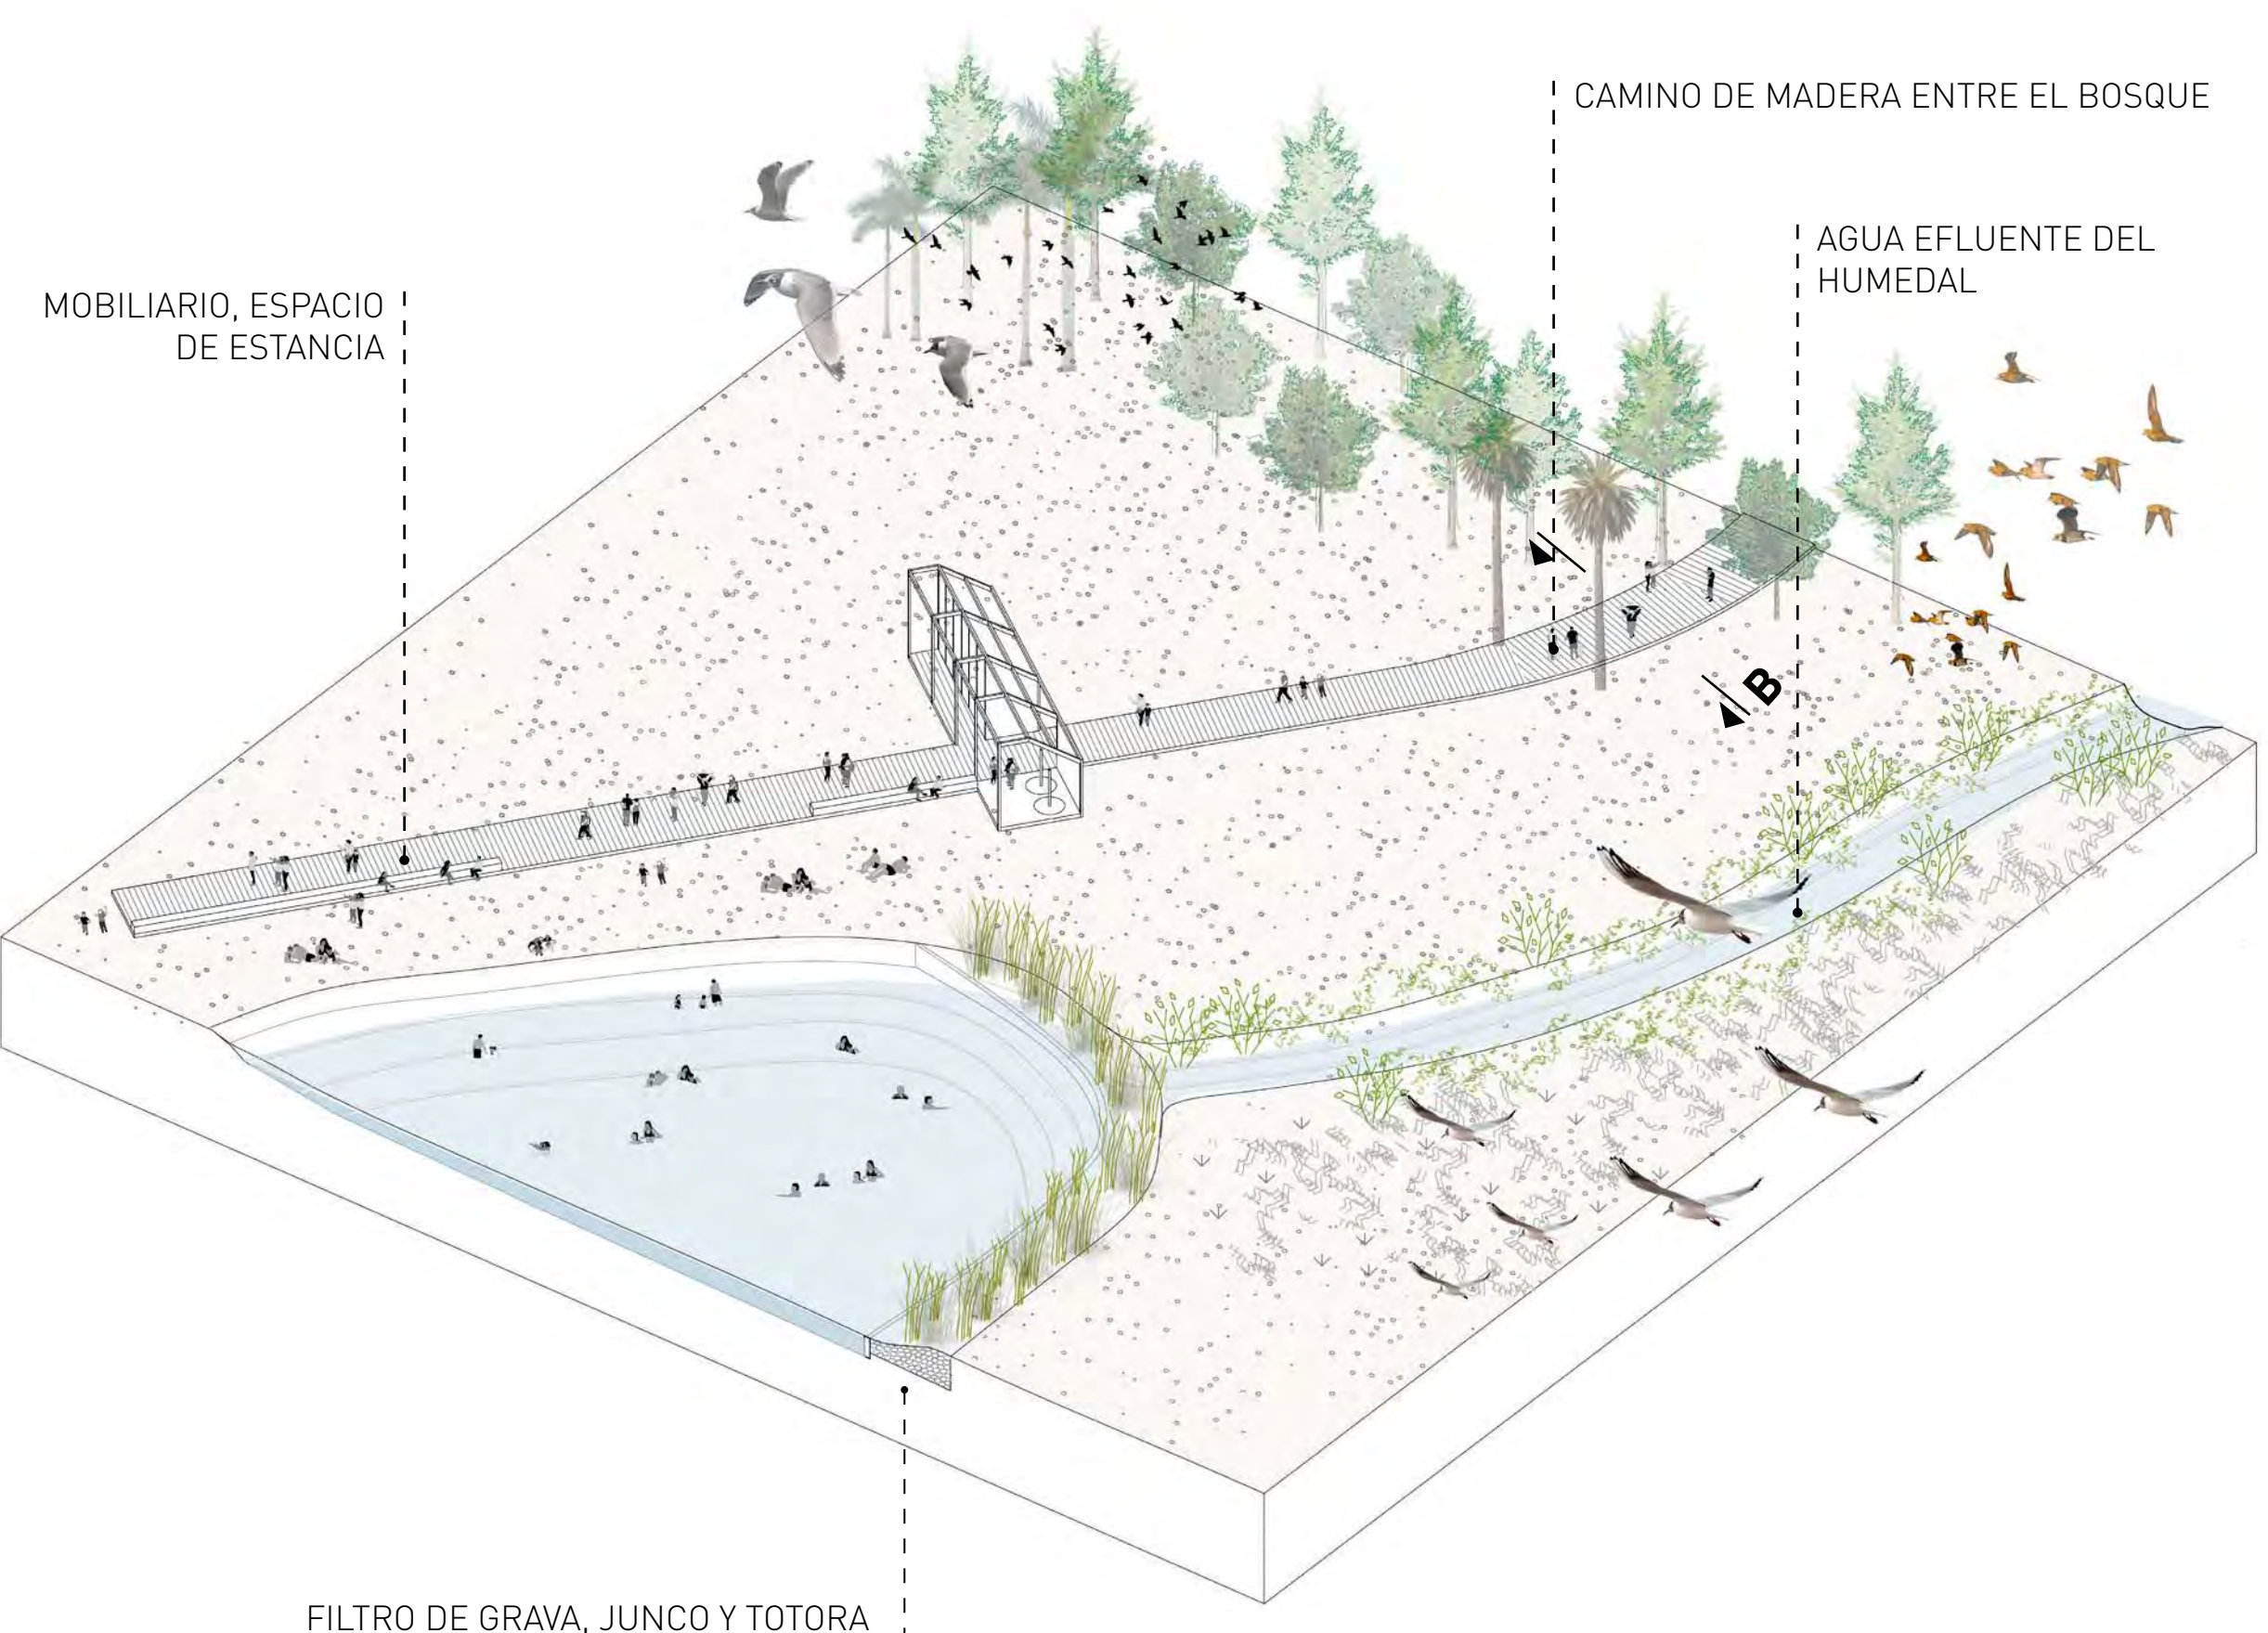 CAMINO DE MADERA ENTRE EL BOSQUE
AGUA EFLUENTE DEL
HUMEDAL
MOBILIARIO, ESPACIO
DE ESTANCIA
B
FILTRO DE GRAVA, JUNCO Y TOTORA